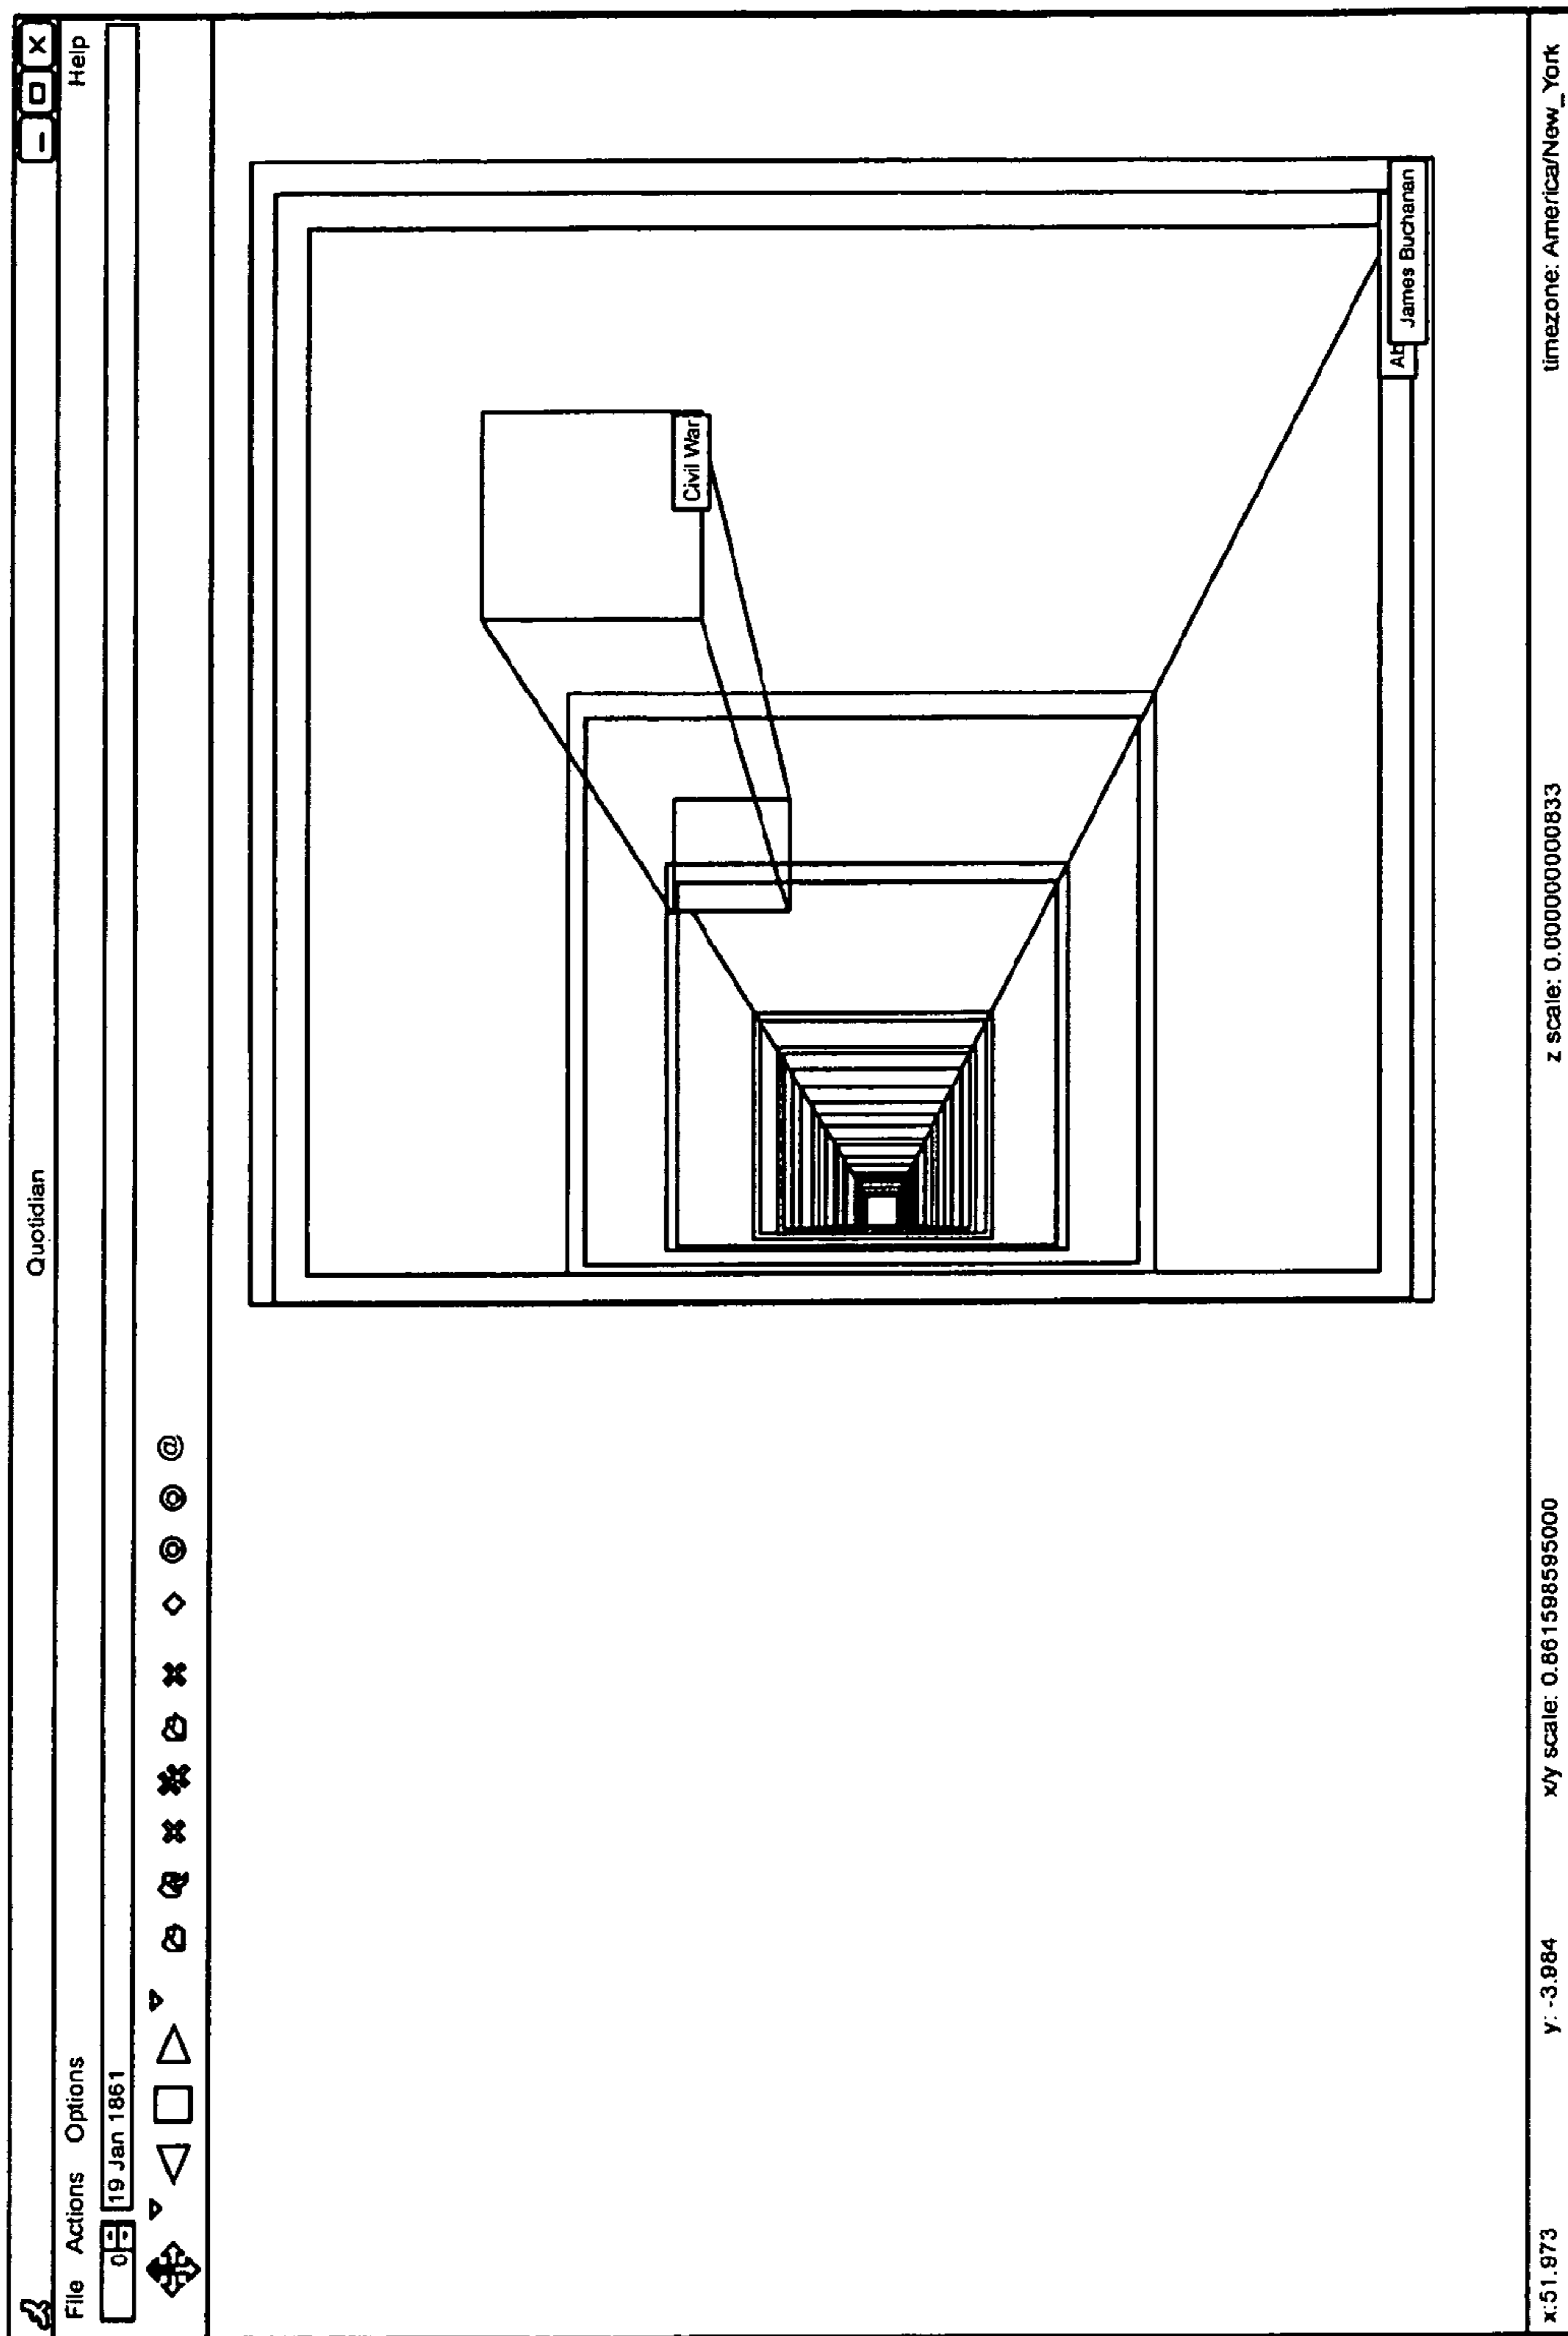 Quotidian
File Actions Options Help
0 19 Jan 1861
@
Civil War
Ab
James Buchanan
x:51.973 y: -3.984 x/y scale: 0.861598595000 z scale: 0.000000000833 timezone: America/New_York